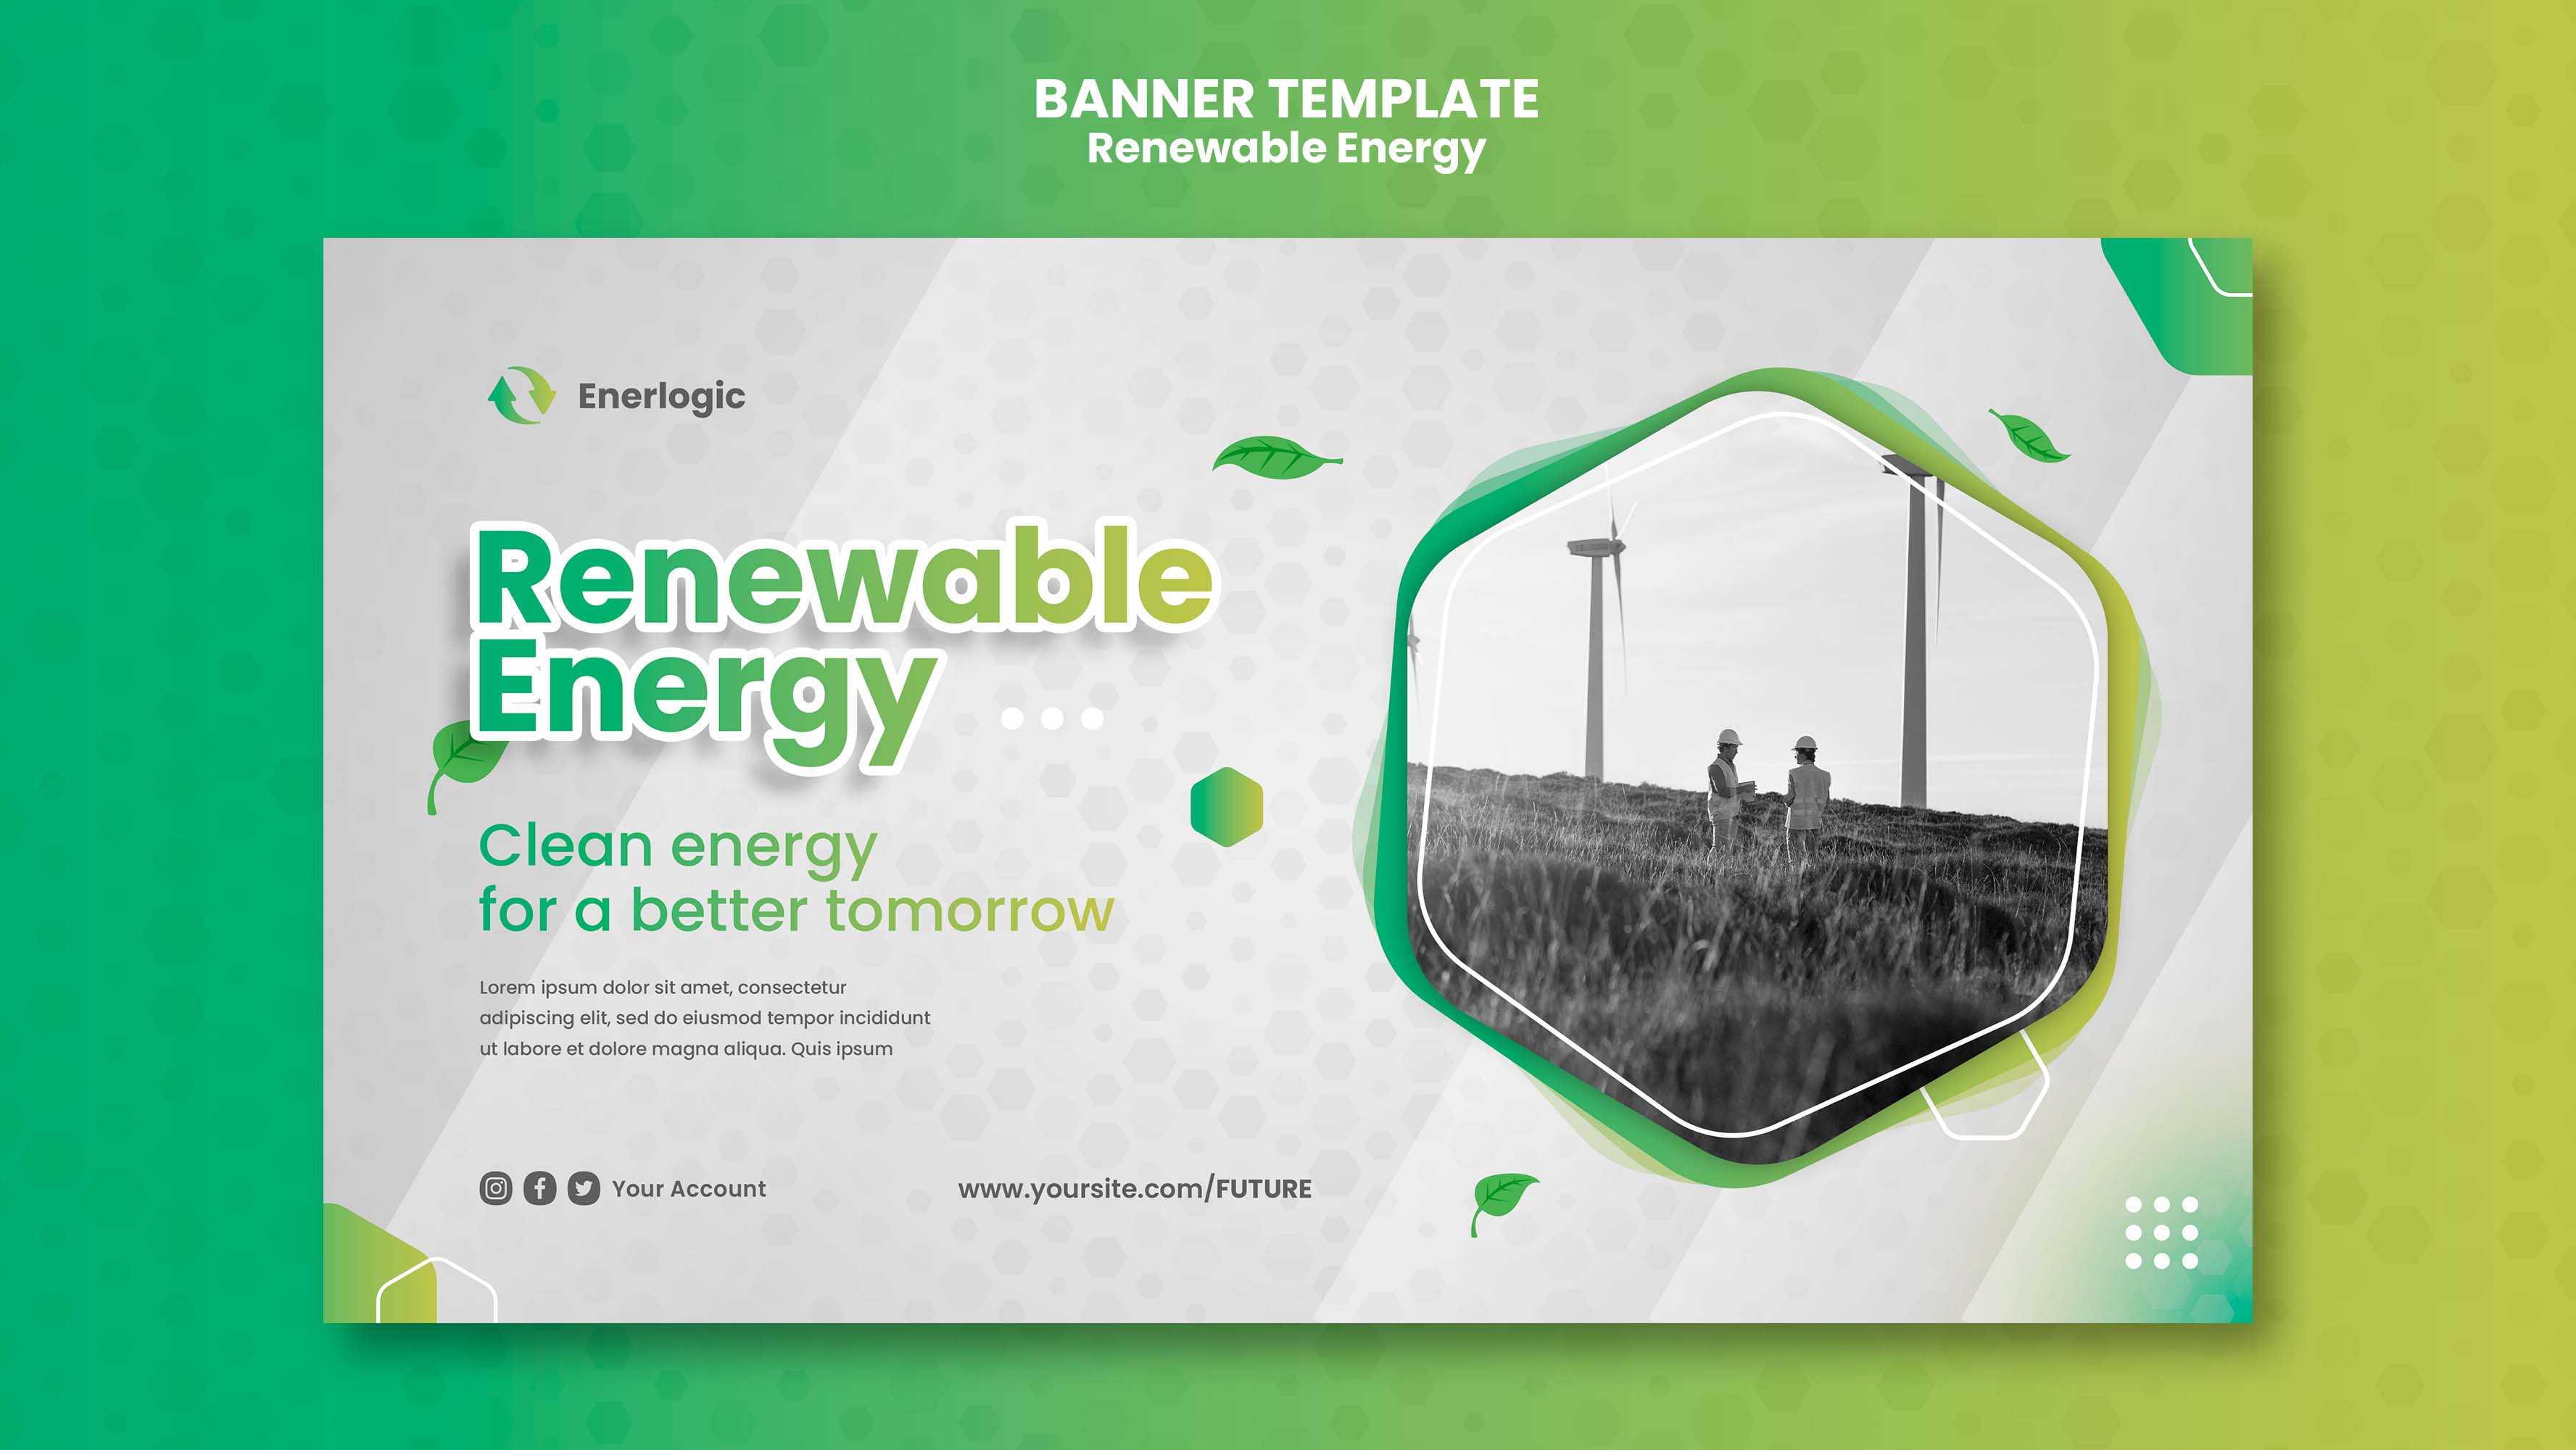 BANNER TEMPLATE
Renewable Energy
Enerlogic
Renewable
Energy
Clean energy
for a better tomorrow
Lorem ipsum dolor sit amet, consectetur
adipiscing elit, sed do eiusmod tempor incididunt
ut labore et dolore magna aliqua. Quis ipsum
Your Account
www.yoursite.com/FUTURE